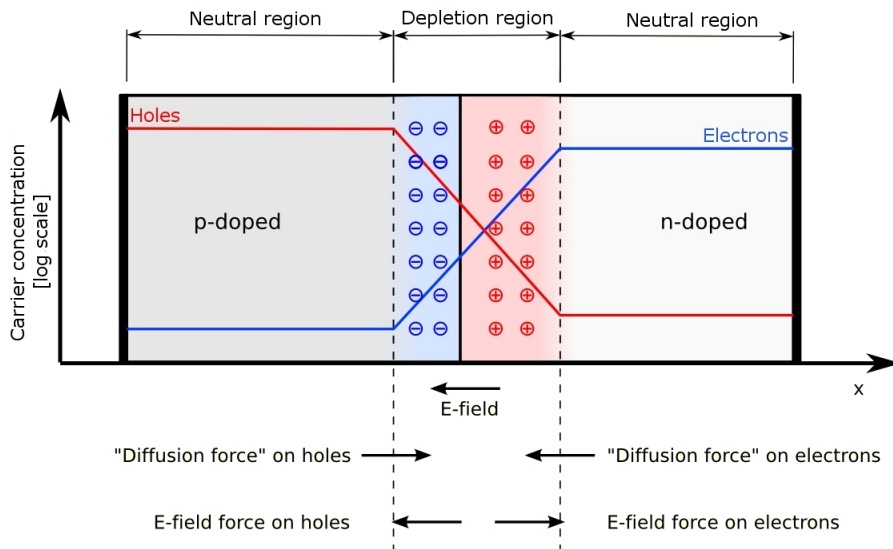 Neutral region
Depletion region
Neutral region
Holes
Electrons
p-doped
n-doped
Carrier concentration
[log scale]
x
E-field
"Diffusion force" on holes
"Diffusion force" on electrons
E-field force on holes
E-field force on electrons